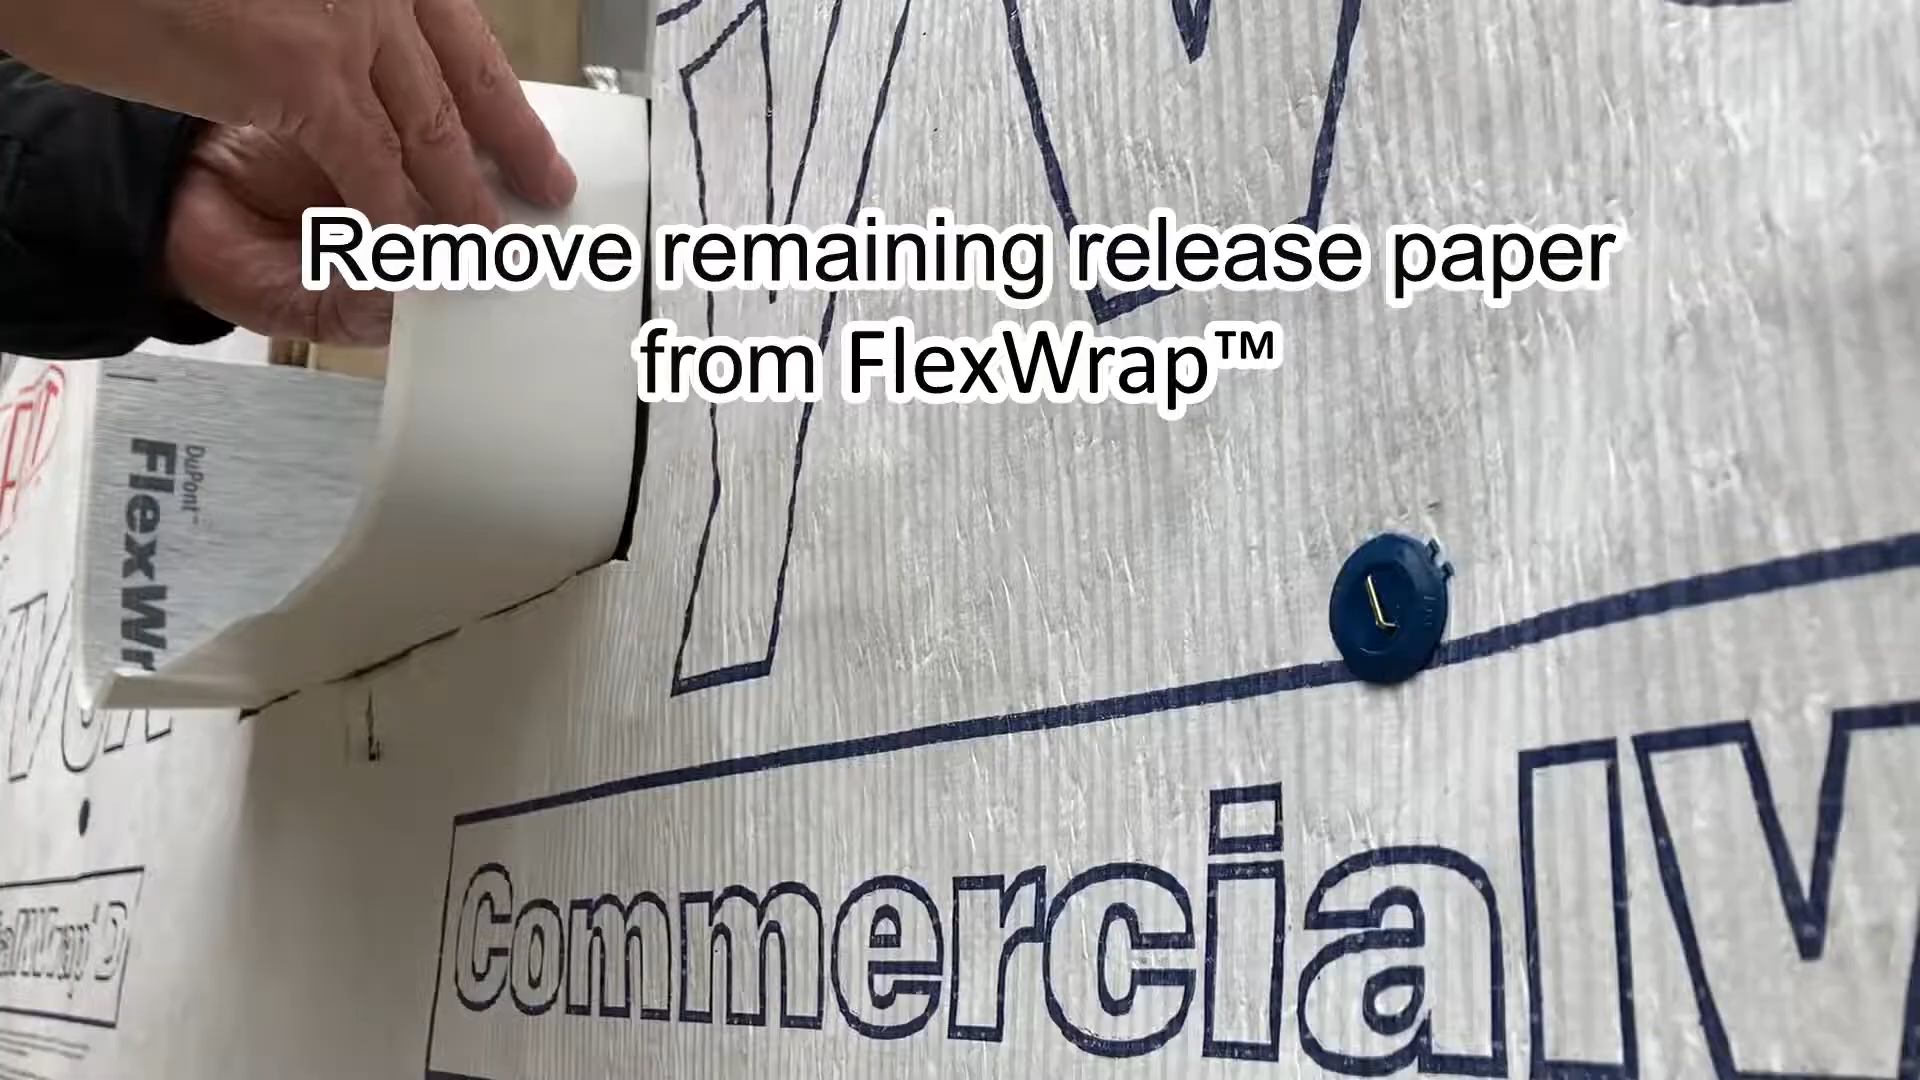 Remove remaining release paper
from FlexWrap™
DuPont™
FlexWr
CommercialW